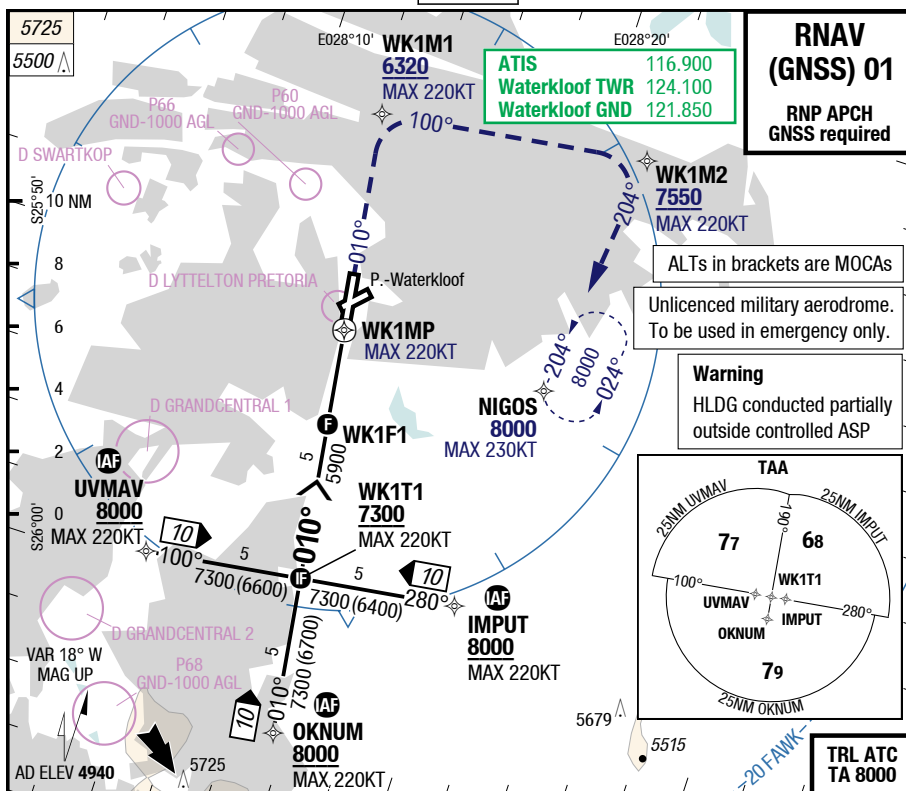 5725
5500
E028°10'
E028°20'
WK1M1
6320
MAX 220KT
ATIS 116.900
Waterkloof TWR 124.100
Waterkloof GND 121.850
RNAV
(GNSS) 01
RNP APCH
GNSS required
P66
GND-1000 AGL
P60
GND-1000 AGL
D SWARTKOP
100°
WK1M2
7550
MAX 220KT
204°
S25°50'
10 NM
010°
8
D LYTTELTON PRETORIA
P.-Waterkloof
ALTs in brackets are MOCAs
Unlicenced military aerodrome.
To be used in emergency only.
6
WK1MP
MAX 220KT
204°
8000
024°
Warning
HLDG conducted partially
outside controlled ASP
4
NIGOS
8000
MAX 230KT
D GRANDCENTRAL 1
F
WK1F1
2
5
5900
IAF
UVMAV
8000
MAX 220KT
0
S26°00'
WK1T1
7300
MAX 220KT
010°
10
100°
5
7300 (6600)
IF
5
7300 (6400)
10
280°
IAF
IMPUT
8000
MAX 220KT
TAA
25NM UVMAV
25NM IMPUT
190°
77
68
WK1T1
100°
UVMAV
IMPUT
280°
OKNUM
79
25NM OKNUM
D GRANDCENTRAL 2
VAR 18° W
MAG UP
P68
GND-1000 AGL
5
7300 (6700)
010°
10
IAF
OKNUM
8000
MAX 220KT
AD ELEV 4940
5725
5679
5515
20 FAWK
TRL ATC
TA 8000